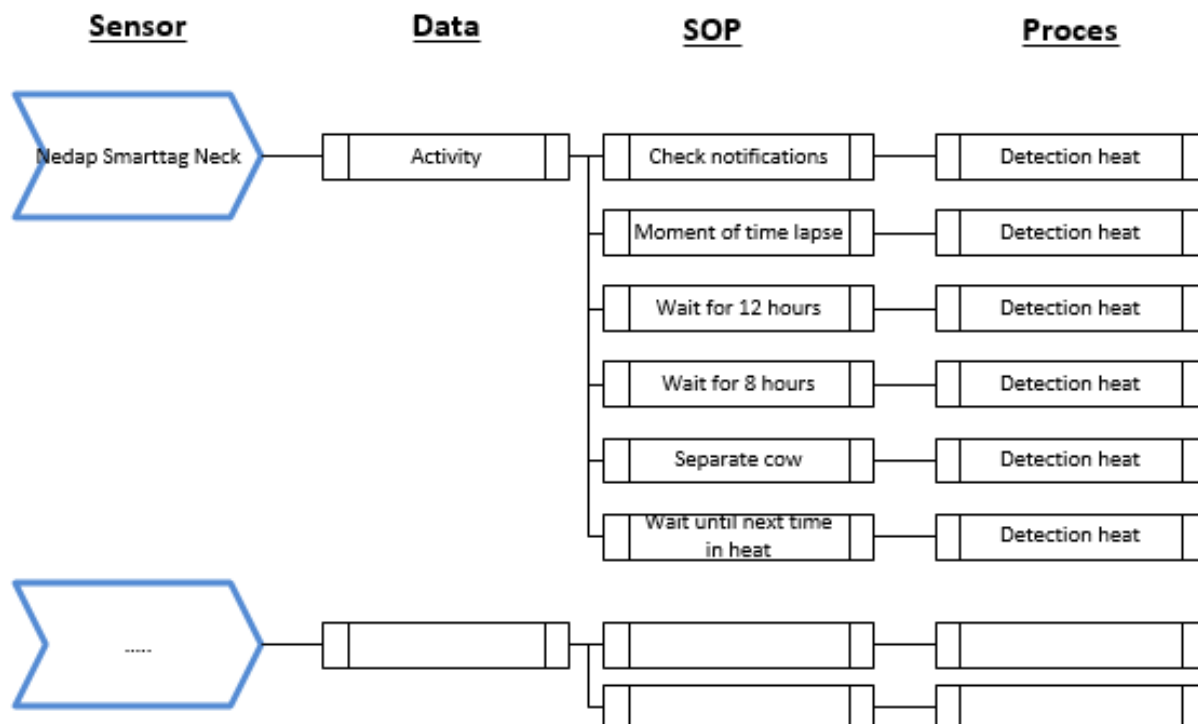 Sensor Data SOP Proces
Nedap Smarttag Neck Activity Check notifications Detection heat
Moment of time lapse Detection heat
Wait for 12 hours Detection heat
Wait for 8 hours Detection heat
Separate cow Detection heat
Wait until next time
in heat
Detection heat
.....